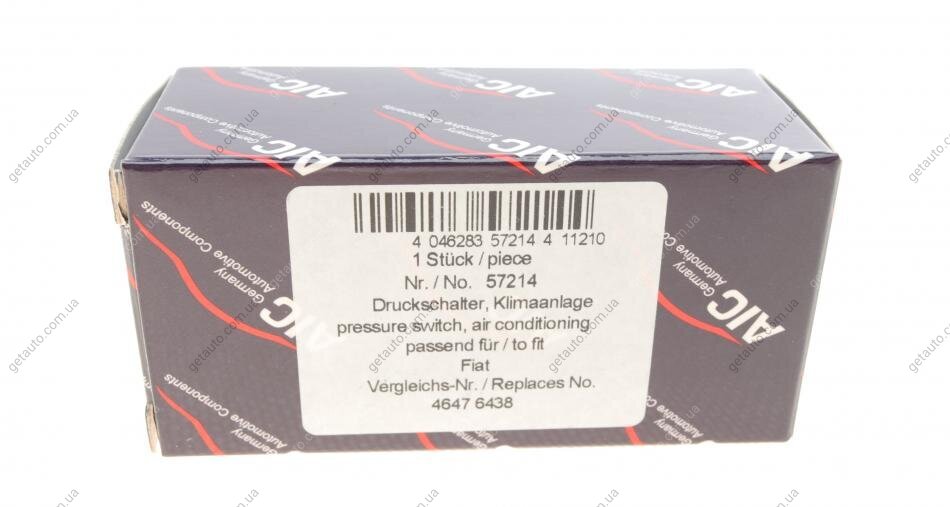 AIC
Germany
Automotive Components
4 046283 57214 4 11210
1 Stück / piece
Nr. / No. 57214
Druckschalter, Klimaanlage
pressure switch, air conditioning
passend für / to fit
Fiat
Vergleichs-Nr. / Replaces No.
4647 6438
AIC
Germany
Automotive Components
getauto.com.ua